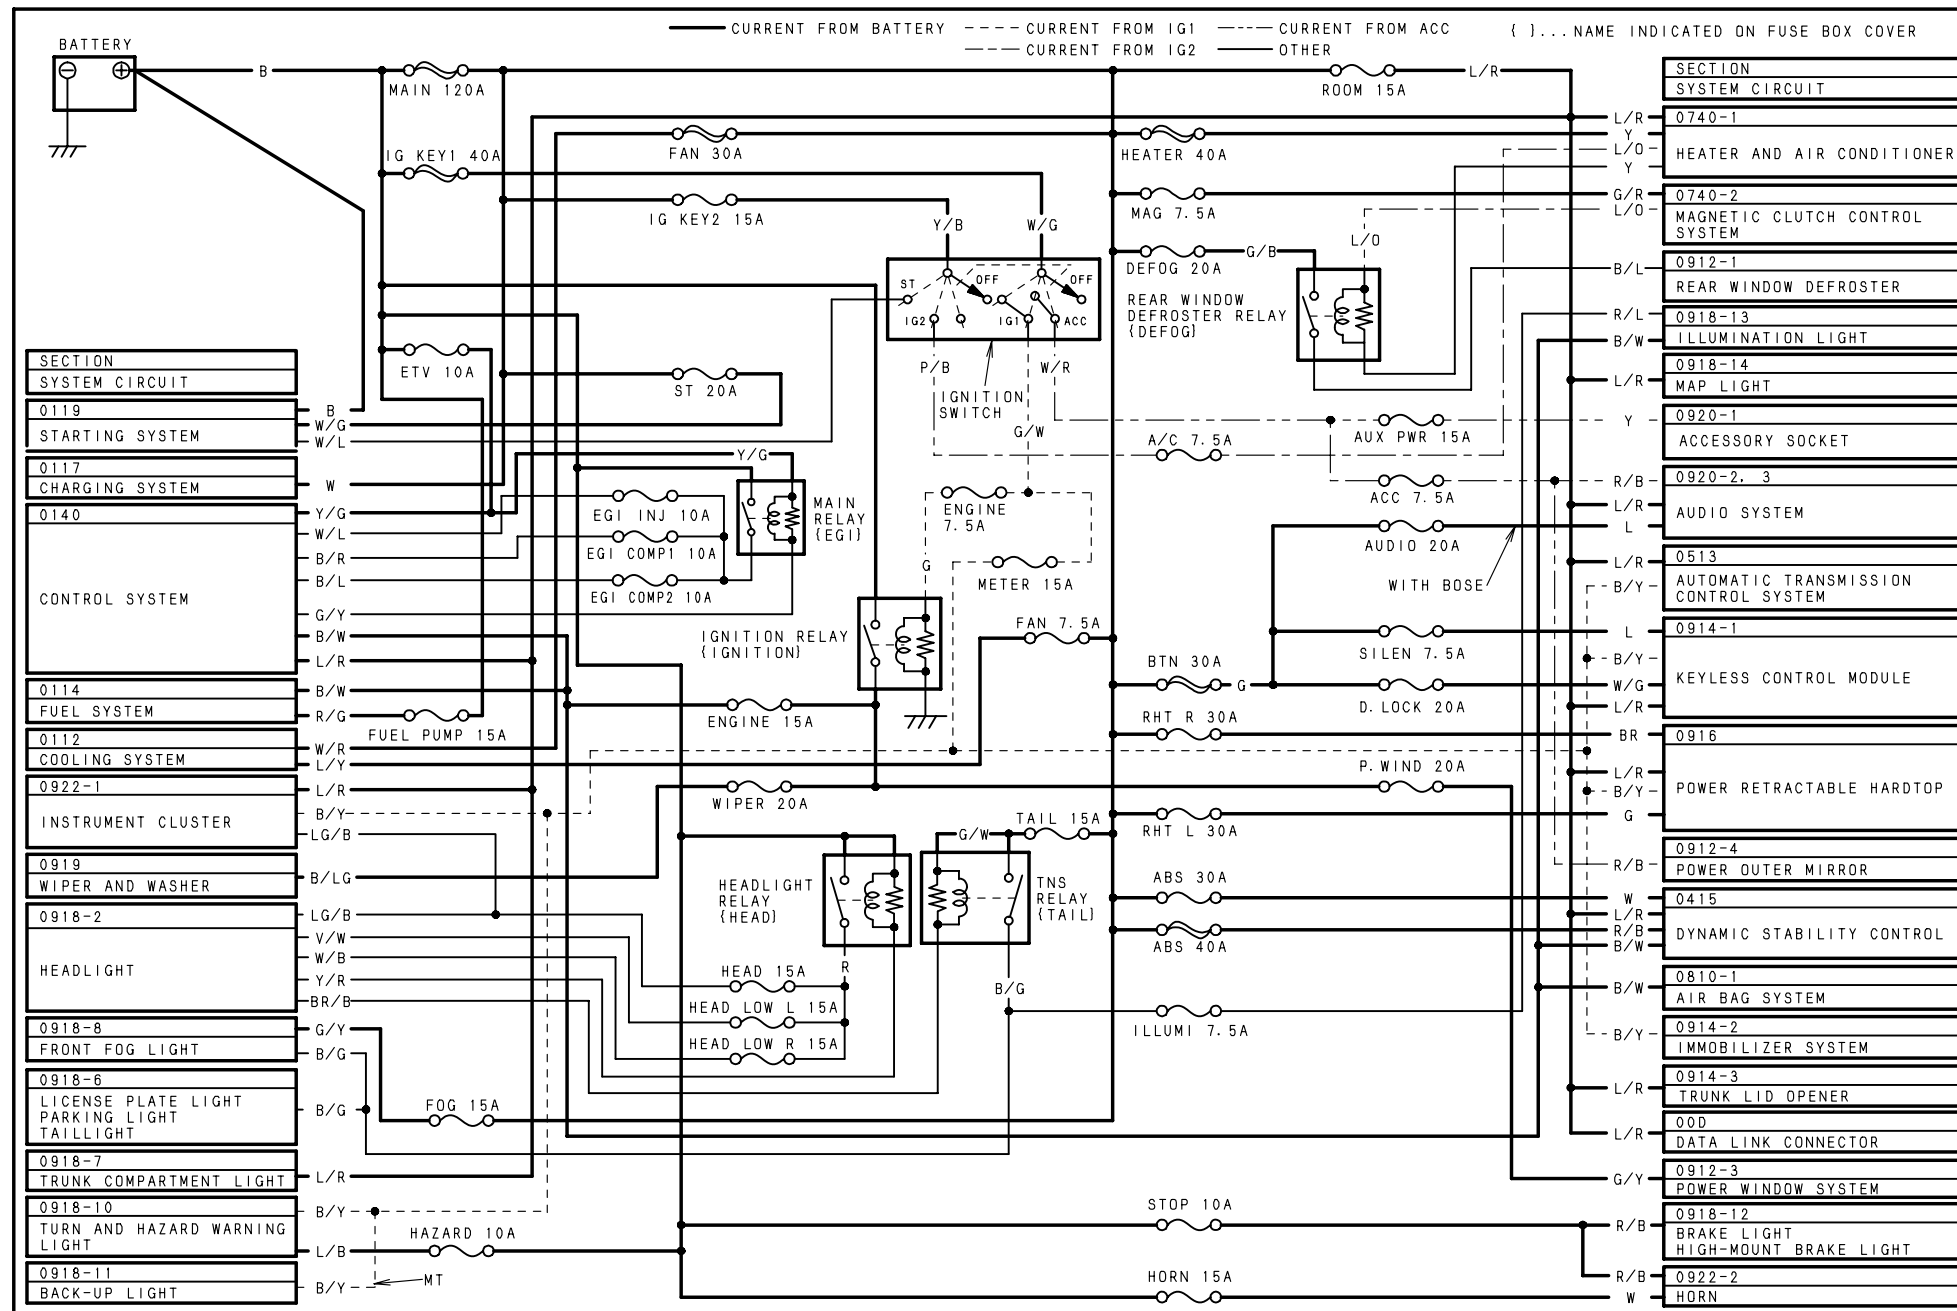 CURRENT FROM BATTERY
CURRENT FROM IG1
CURRENT FROM ACC
{ }...NAME INDICATED ON FUSE BOX COVER
CURRENT FROM IG2
OTHER
BATTERY
B
MAIN 120A
ROOM 15A
L/R
IG KEY1 40A
FAN 30A
HEATER 40A
IG KEY2 15A
MAG 7.5A
Y/B
W/G
DEFOG 20A
G/B
L/O
ST
OFF
OFF
IG2
IG1
ACC
REAR WINDOW
DEFROSTER RELAY
{DEFOG}
P/B
W/R
IGNITION
SWITCH
G/W
ETV 10A
ST 20A
AUX PWR 15A
A/C 7.5A
ACC 7.5A
Y/G
MAIN
RELAY
{EGI}
EGI INJ 10A
EGI COMP1 10A
EGI COMP2 10A
ENGINE
7.5A
METER 15A
G
AUDIO 20A
WITH BOSE
IGNITION RELAY
{IGNITION}
FAN 7.5A
SILEN 7.5A
BTN 30A
G
D.LOCK 20A
ENGINE 15A
RHT R 30A
FUEL PUMP 15A
P.WIND 20A
WIPER 20A
G/W
TAIL 15A
RHT L 30A
HEADLIGHT
RELAY
{HEAD}
TNS
RELAY
{TAIL}
ABS 30A
ABS 40A
R
HEAD 15A
B/G
HEAD LOW L 15A
HEAD LOW R 15A
ILLUMI 7.5A
FOG 15A
STOP 10A
HAZARD 10A
MT
HORN 15A
SECTION
SYSTEM CIRCUIT
0119
STARTING SYSTEM
B
W/G
W/L
0117
CHARGING SYSTEM
W
0140
CONTROL SYSTEM
Y/G
W/L
B/R
B/L
G/Y
B/W
L/R
0114
FUEL SYSTEM
B/W
R/G
0112
COOLING SYSTEM
W/R
L/Y
0922-1
INSTRUMENT CLUSTER
L/R
B/Y
LG/B
0919
WIPER AND WASHER
B/LG
0918-2
HEADLIGHT
LG/B
V/W
W/B
Y/R
BR/B
0918-8
FRONT FOG LIGHT
G/Y
B/G
0918-6
LICENSE PLATE LIGHT
PARKING LIGHT
TAILLIGHT
B/G
0918-7
TRUNK COMPARTMENT LIGHT
L/R
0918-10
TURN AND HAZARD WARNING
LIGHT
B/Y
L/B
0918-11
BACK-UP LIGHT
B/Y
SECTION
SYSTEM CIRCUIT
L/R
Y
L/O
Y
0740-1
HEATER AND AIR CONDITIONER
G/R
L/O
0740-2
MAGNETIC CLUTCH CONTROL
SYSTEM
B/L
0912-1
REAR WINDOW DEFROSTER
R/L
B/W
0918-13
ILLUMINATION LIGHT
L/R
0918-14
MAP LIGHT
Y
0920-1
ACCESSORY SOCKET
R/B
L/R
L
0920-2, 3
AUDIO SYSTEM
L/R
B/Y
0513
AUTOMATIC TRANSMISSION
CONTROL SYSTEM
L
B/Y
W/G
L/R
0914-1
KEYLESS CONTROL MODULE
BR
L/R
B/Y
G
0916
POWER RETRACTABLE HARDTOP
R/B
0912-4
POWER OUTER MIRROR
W
L/R
R/B
B/W
0415
DYNAMIC STABILITY CONTROL
B/W
0810-1
AIR BAG SYSTEM
B/Y
0914-2
IMMOBILIZER SYSTEM
L/R
0914-3
TRUNK LID OPENER
L/R
00D
DATA LINK CONNECTOR
G/Y
0912-3
POWER WINDOW SYSTEM
R/B
0918-12
BRAKE LIGHT
HIGH-MOUNT BRAKE LIGHT
R/B
W
0922-2
HORN